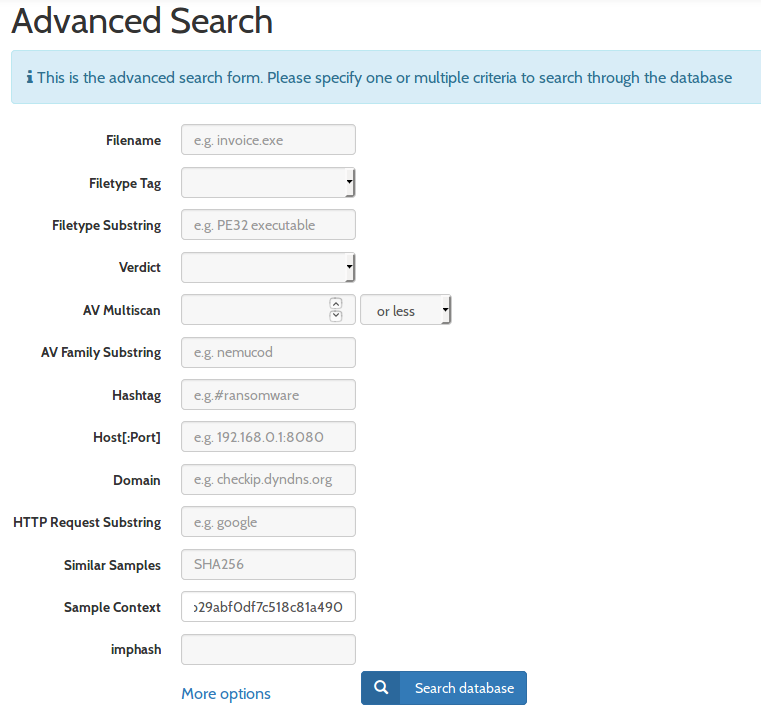 Advanced Search
i This is the advanced search form. Please specify one or multiple criteria to search through the database
Filename e.g. invoice.exe
Filetype Tag
Filetype Substring e.g. PE32 executable
Verdict
AV Multiscan or less
AV Family Substring e.g. nemucod
Hashtag e.g.#ransomware
Host[:Port] e.g. 192.168.0.1:8080
Domain e.g. checkip.dyndns.org
HTTP Request Substring e.g. google
Similar Samples SHA256
Sample Context b29abf0df7c518c81a490
imphash
More options Search database